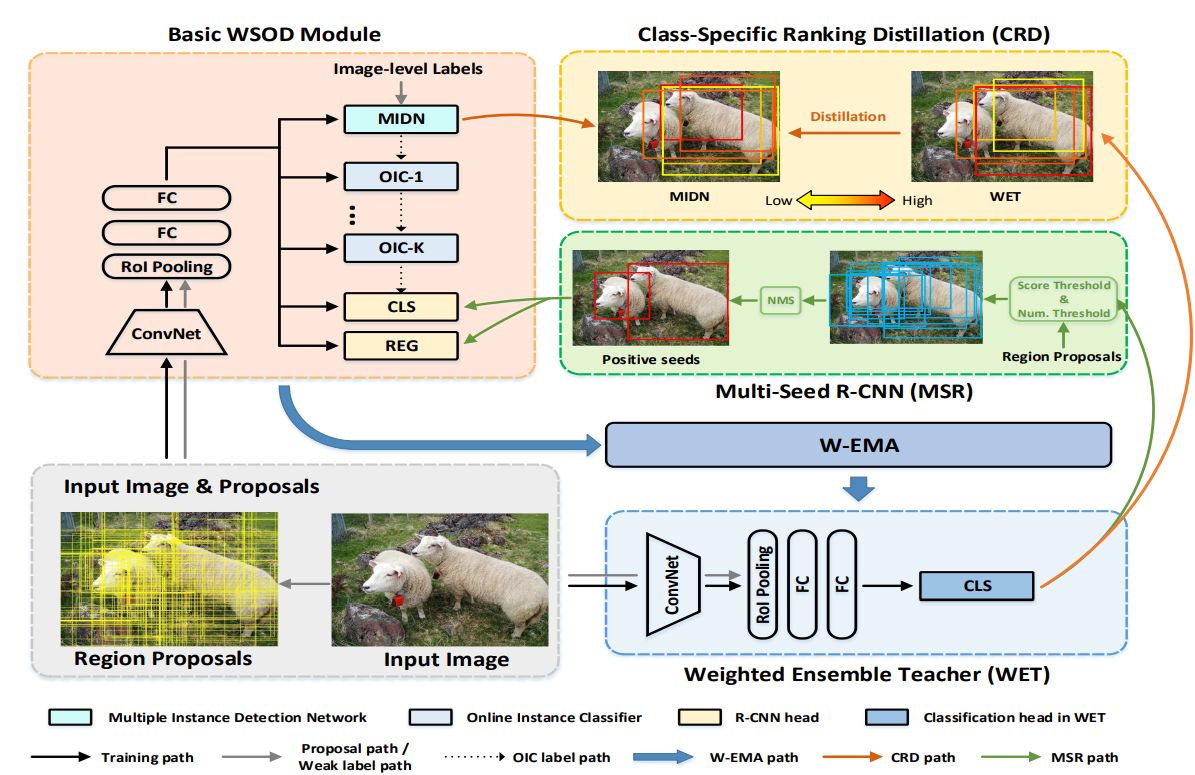 Basic WSOD Module
Image-level Labels
MIDN
OIC-1
OIC-K
CLS
REG
FC
FC
RoI Pooling
ConvNet
Class-Specific Ranking Distillation (CRD)
Distillation
MIDN
Low
High
WET
Positive seeds
NMS
Score Threshold
&
Num. Threshold
Region Proposals
Multi-Seed R-CNN (MSR)
W-EMA
Input Image & Proposals
Region Proposals
Input Image
ConvNet
RoI Pooling
FC
FC
CLS
Weighted Ensemble Teacher (WET)
Multiple Instance Detection Network
Online Instance Classifier
R-CNN head
Classification head in WET
Training path
Proposal path /
Weak label path
OIC label path
W-EMA path
CRD path
MSR path